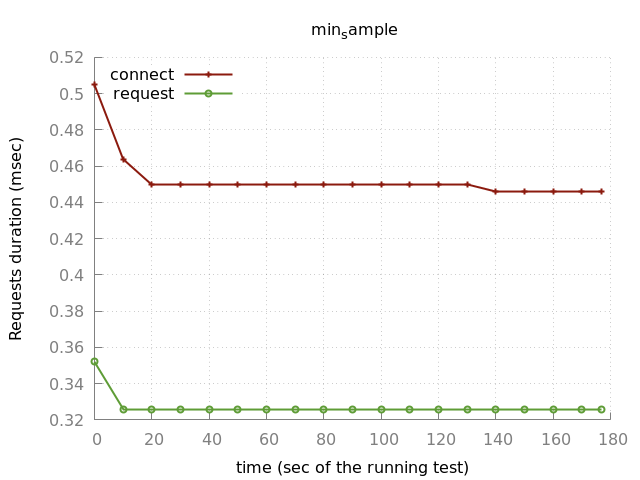 min_sample
connect
request
Requests duration (msec)
0.52
0.5
0.48
0.46
0.44
0.42
0.4
0.38
0.36
0.34
0.32
0 20 40 60 80 100 120 140 160 180
time (sec of the running test)